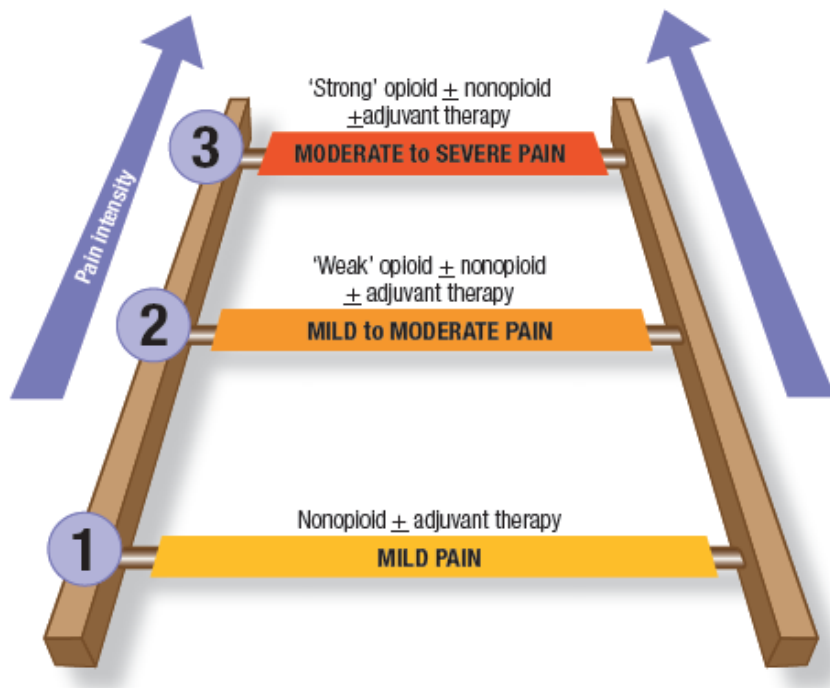 ‘Strong’ opioid ± nonopioid
±adjuvant therapy
3
MODERATE to SEVERE PAIN
Pain intensity
‘Weak’ opioid ± nonopioid
± adjuvant therapy
2
MILD to MODERATE PAIN
Nonopioid ± adjuvant therapy
1
MILD PAIN